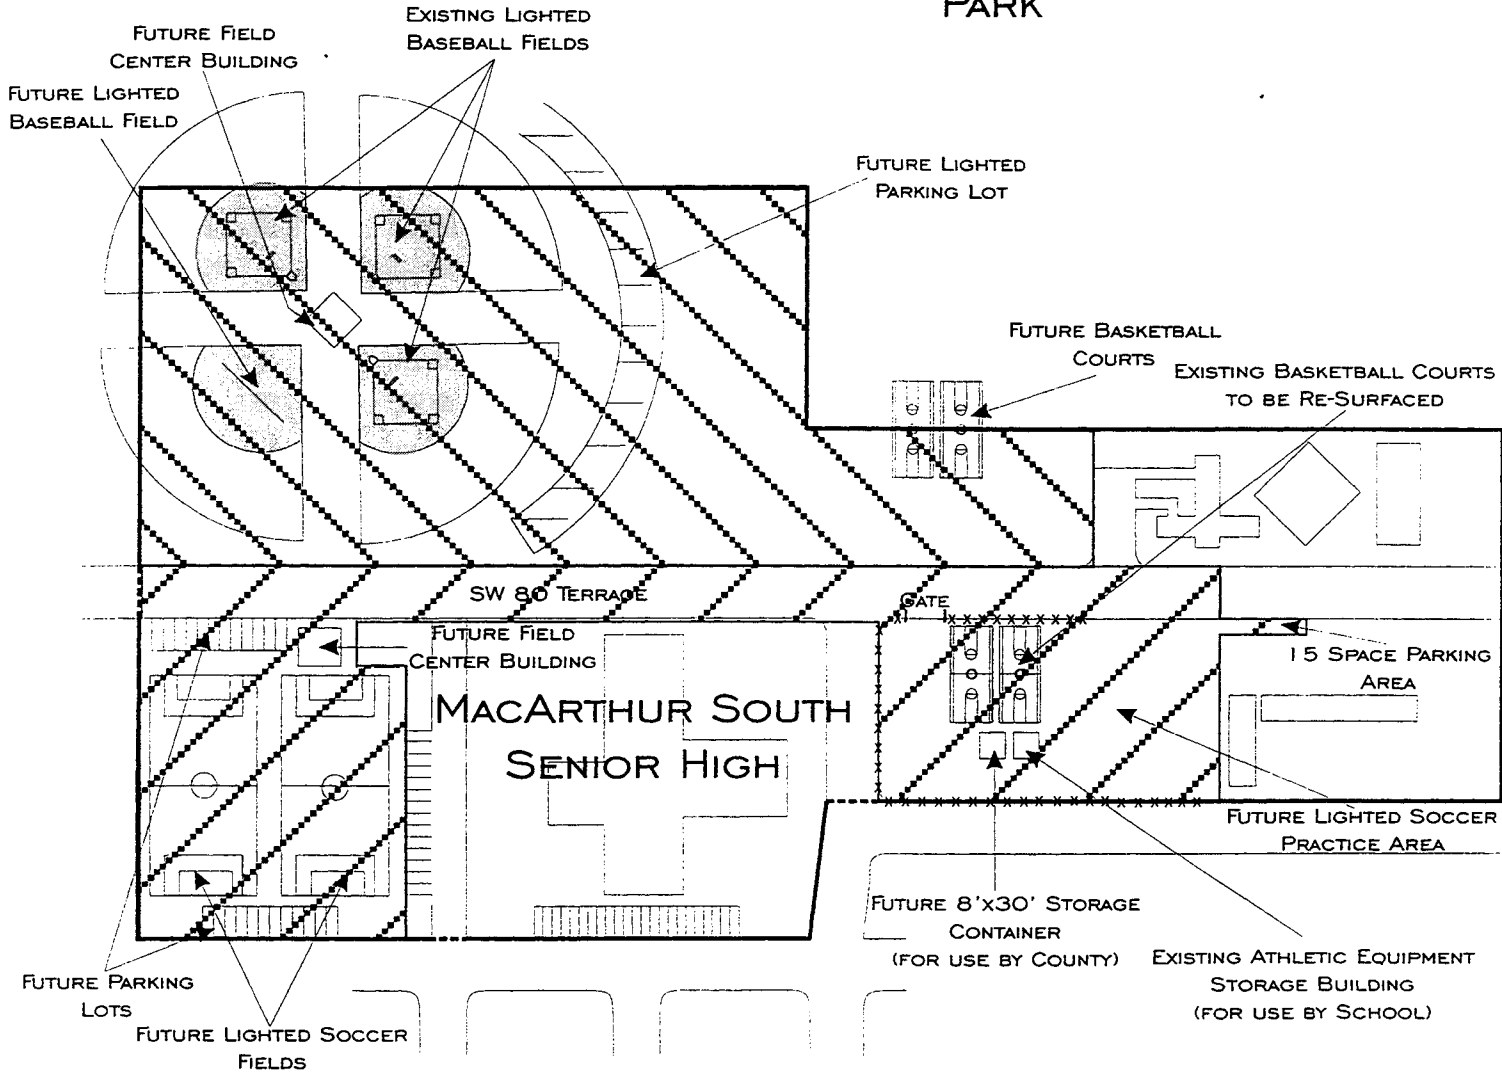 PARK
EXISTING LIGHTED
BASEBALL FIELDS
FUTURE FIELD
CENTER BUILDING
FUTURE LIGHTED
BASEBALL FIELD
FUTURE LIGHTED
PARKING LOT
FUTURE BASKETBALL
COURTS
EXISTING BASKETBALL COURTS
TO BE RE-SURFACED
SW 80 TERRACE
GATE
FUTURE FIELD
CENTER BUILDING
15 SPACE PARKING
AREA
MACARTHUR SOUTH
SENIOR HIGH
FUTURE LIGHTED SOCCER
PRACTICE AREA
FUTURE 8'X30' STORAGE
CONTAINER
(FOR USE BY COUNTY)
EXISTING ATHLETIC EQUIPMENT
STORAGE BUILDING
(FOR USE BY SCHOOL)
FUTURE PARKING
LOTS
FUTURE LIGHTED SOCCER
FIELDS